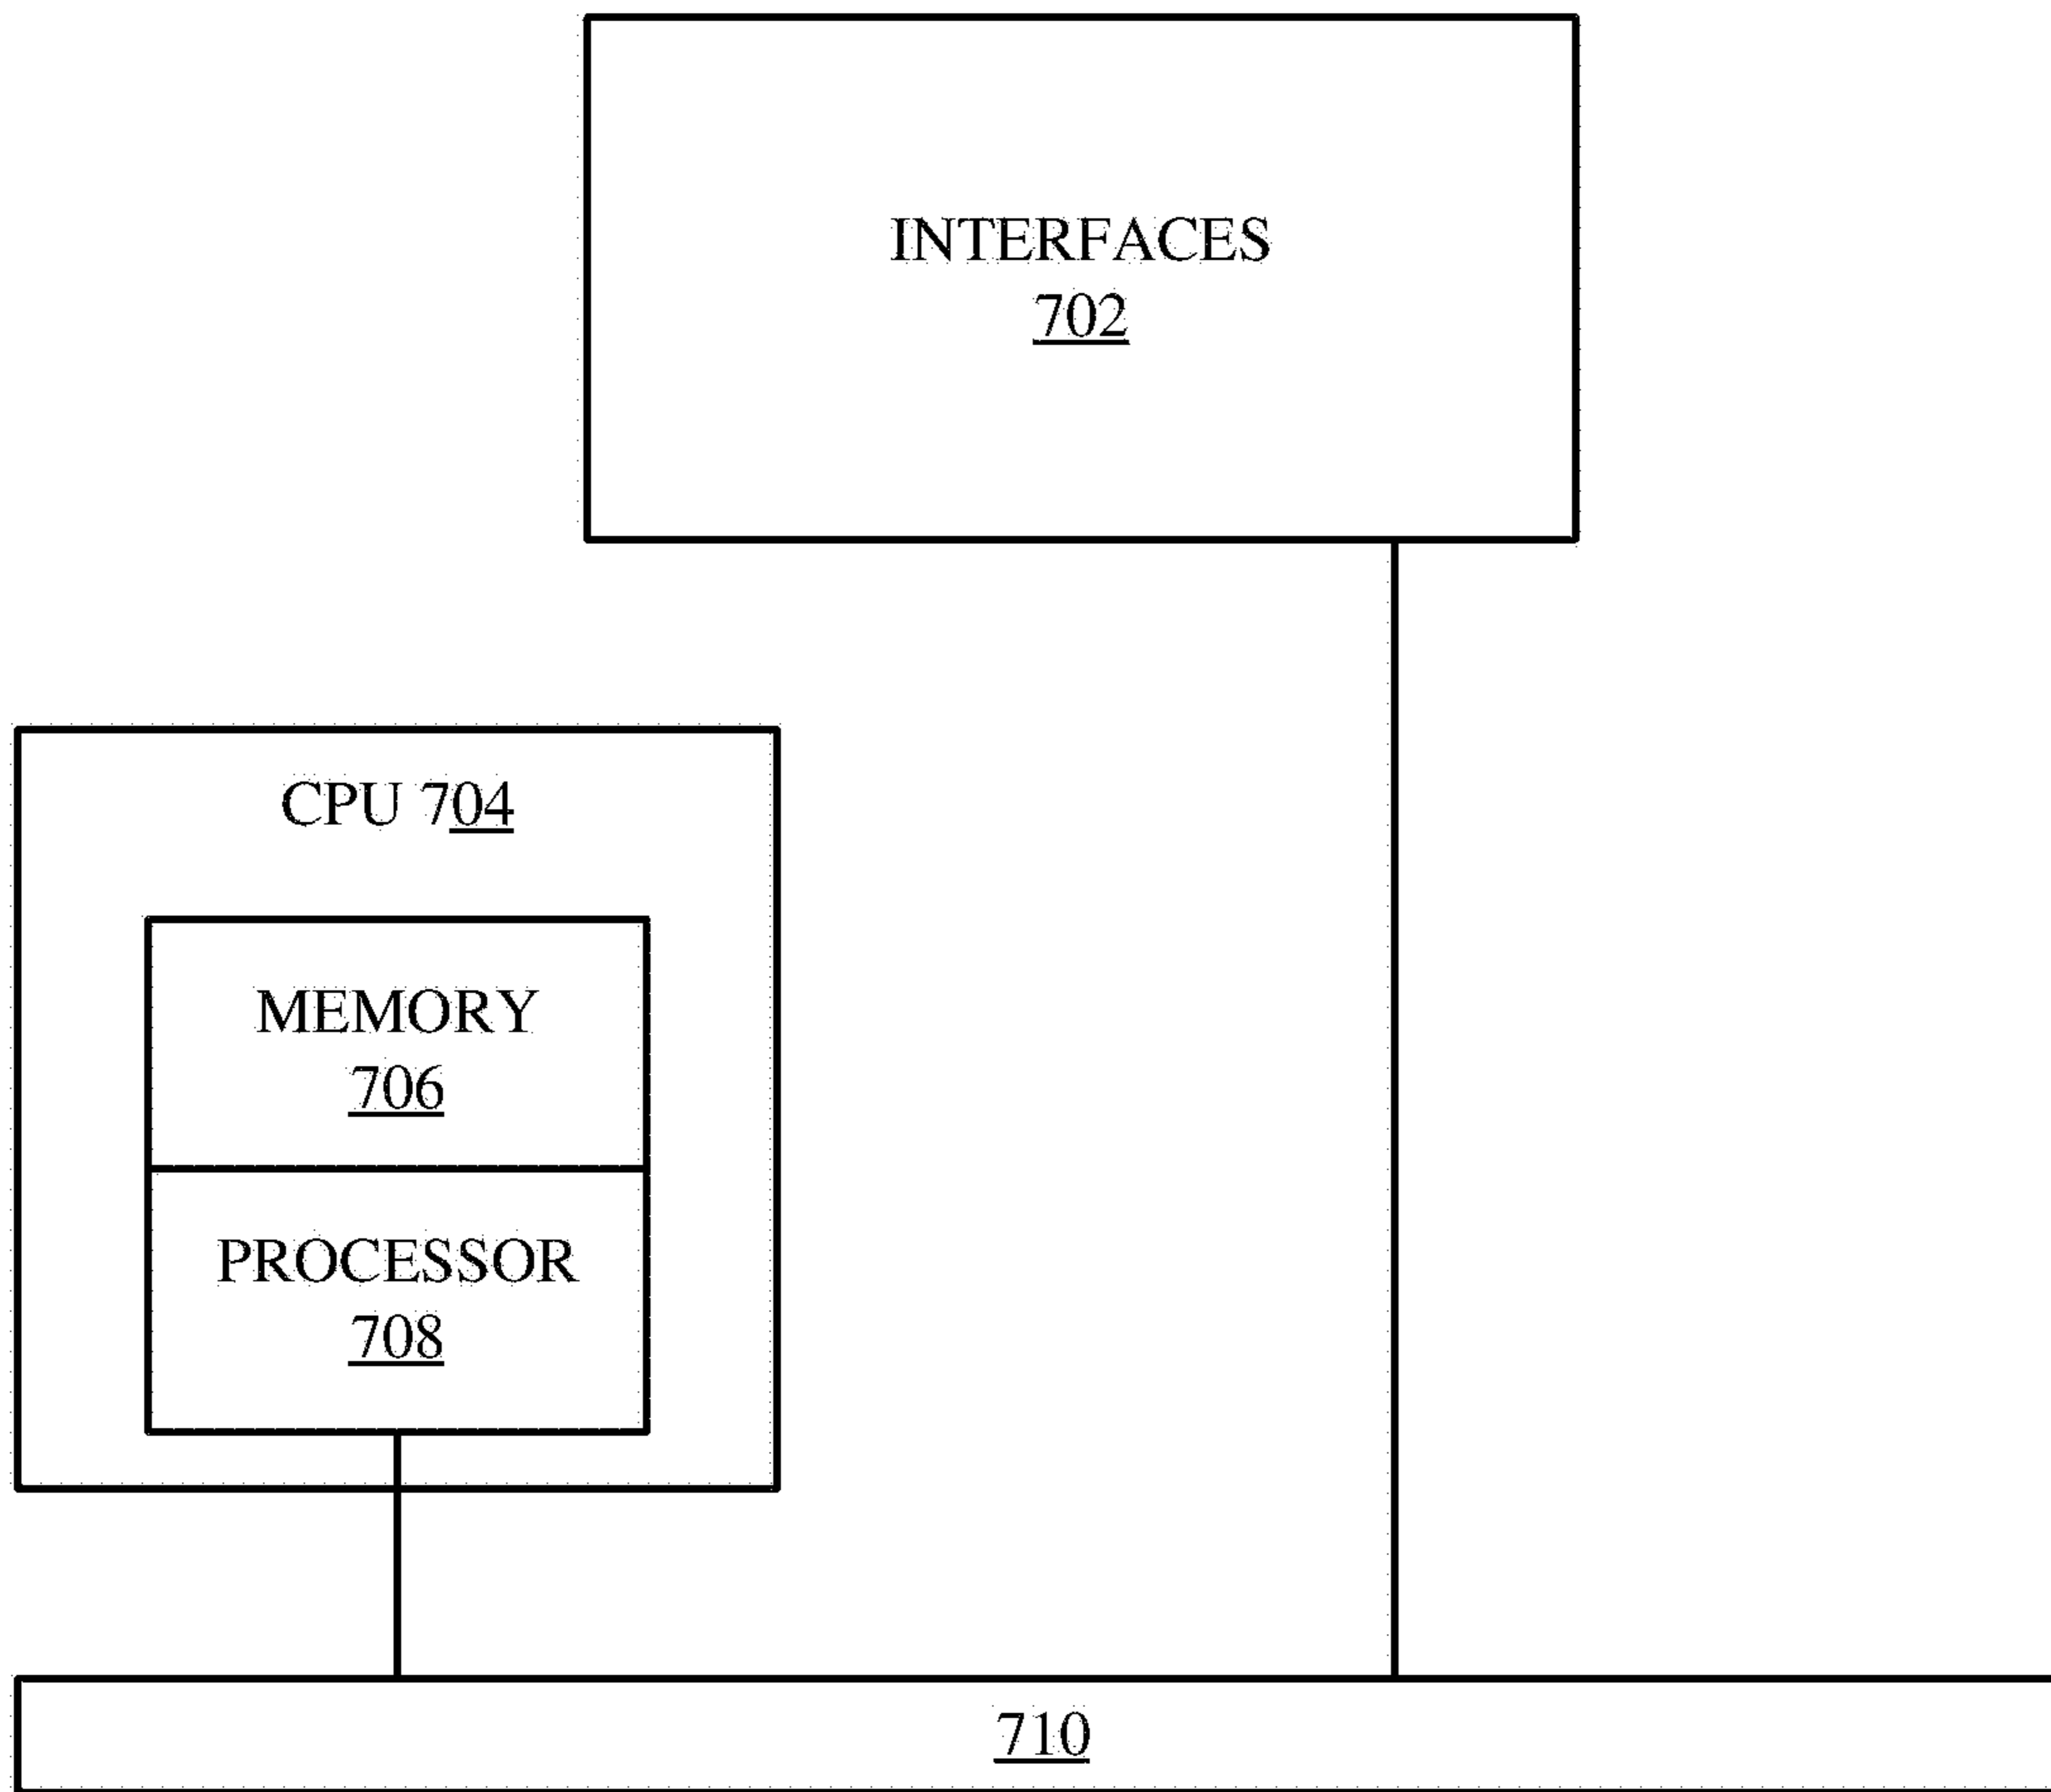 INTERFACES
702
CPU 704
MEMORY
706
PROCESSOR
708
710